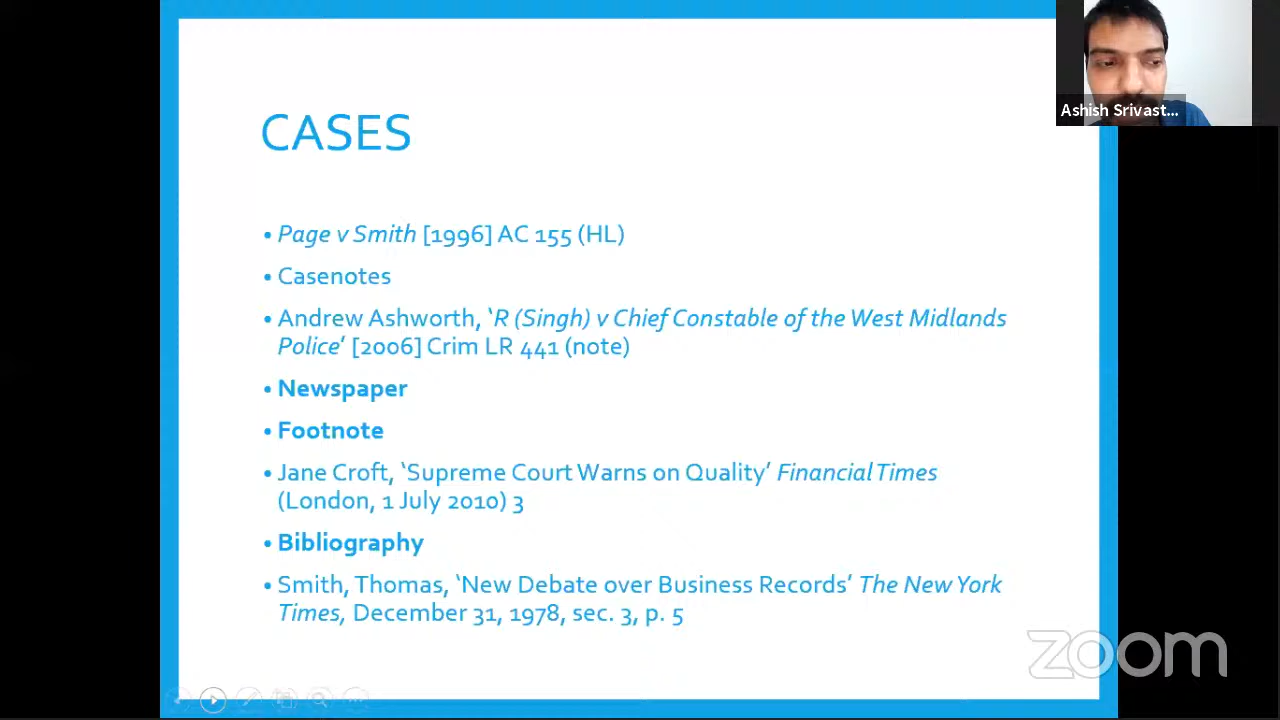 Ashish Srivast...
CASES
• Page v Smith [1996] AC 155 (HL)
• Casenotes
• Andrew Ashworth, ‘R (Singh) v Chief Constable of the West Midlands
Police’ [2006] Crim LR 441 (note)
• Newspaper
• Footnote
• Jane Croft, ‘Supreme Court Warns on Quality’ Financial Times
(London, 1 July 2010) 3
• Bibliography
• Smith, Thomas, ‘New Debate over Business Records’ The New York
Times, December 31, 1978, sec. 3, p. 5
zoom